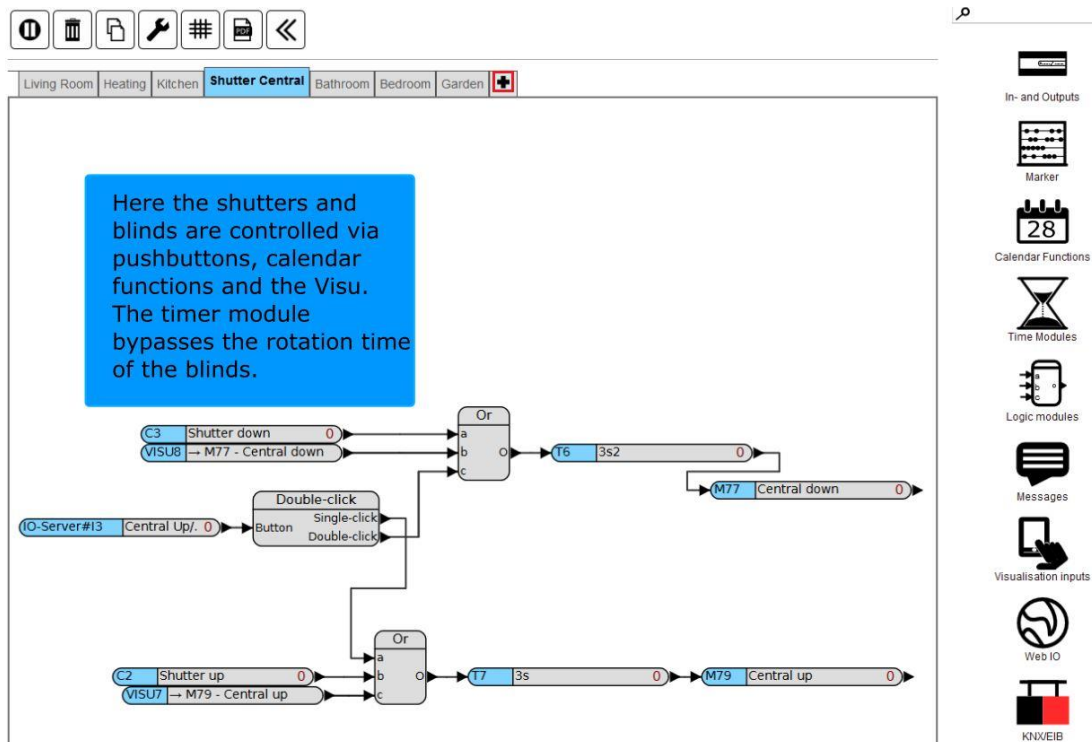 PDF
Living Room Heating Kitchen Shutter Central Bathroom Bedroom Garden
Here the shutters and
blinds are controlled via
pushbuttons, calendar
functions and the Visu.
The timer module
bypasses the rotation time
of the blinds.
Or
C3 Shutter down 0 a
VISU8 → M77 - Central down b O T6 3s2 0
c
M77 Central down 0
Double-click
Single-click
IO-Server#I3 Central Up/. 0 Button
Double-click
Or
a
C2 Shutter up 0 b O T7 3s 0 M79 Central up 0
VISU7 → M79 - Central up c
In- and Outputs
Marker
28
Calendar Functions
Time Modules
a
b o
c
Logic modules
Messages
Visualisation inputs
Web IO
KNX/EIB